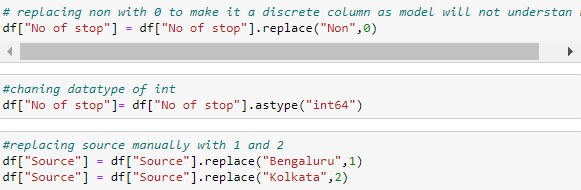 # replacing non with 0 to make it a discrete column as model will not understan
df["No of stop"] = df["No of stop"].replace("Non",0)
#chaning datatype of int
df["No of stop"]= df["No of stop"].astype("int64")
#replacing source manually with 1 and 2
df["Source"] = df["Source"].replace("Bengaluru",1)
df["Source"] = df["Source"].replace("Kolkata",2)